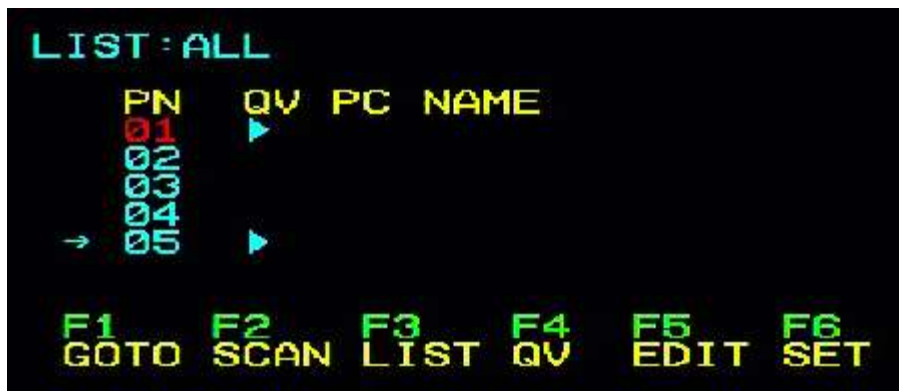 LIST:ALL
PN QV PC NAME
01 ▶
02
03
04
→ 05 ▶
F1 F2 F3 F4 F5 F6
GOTO SCAN LIST QV EDIT SET